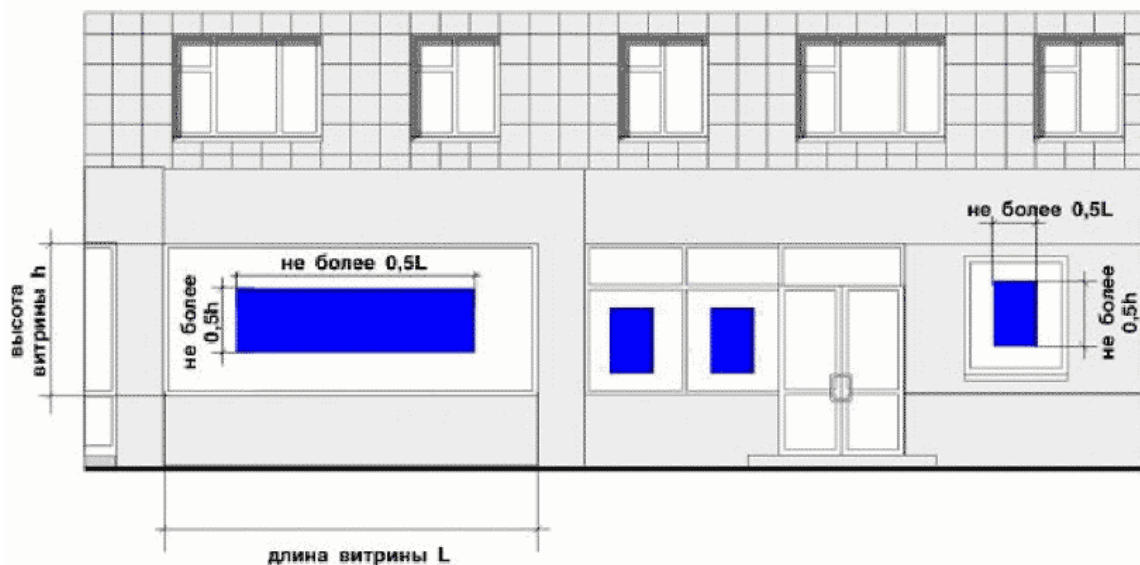 не более 0,5L
не более 0,5L
не более
0,5h
не более
0,5h
высота
витрины h
длина витрины L